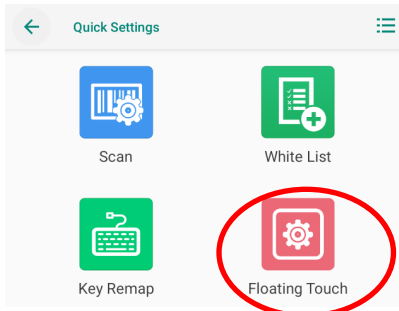 Quick Settings
Scan
White List
Key Remap
Floating Touch